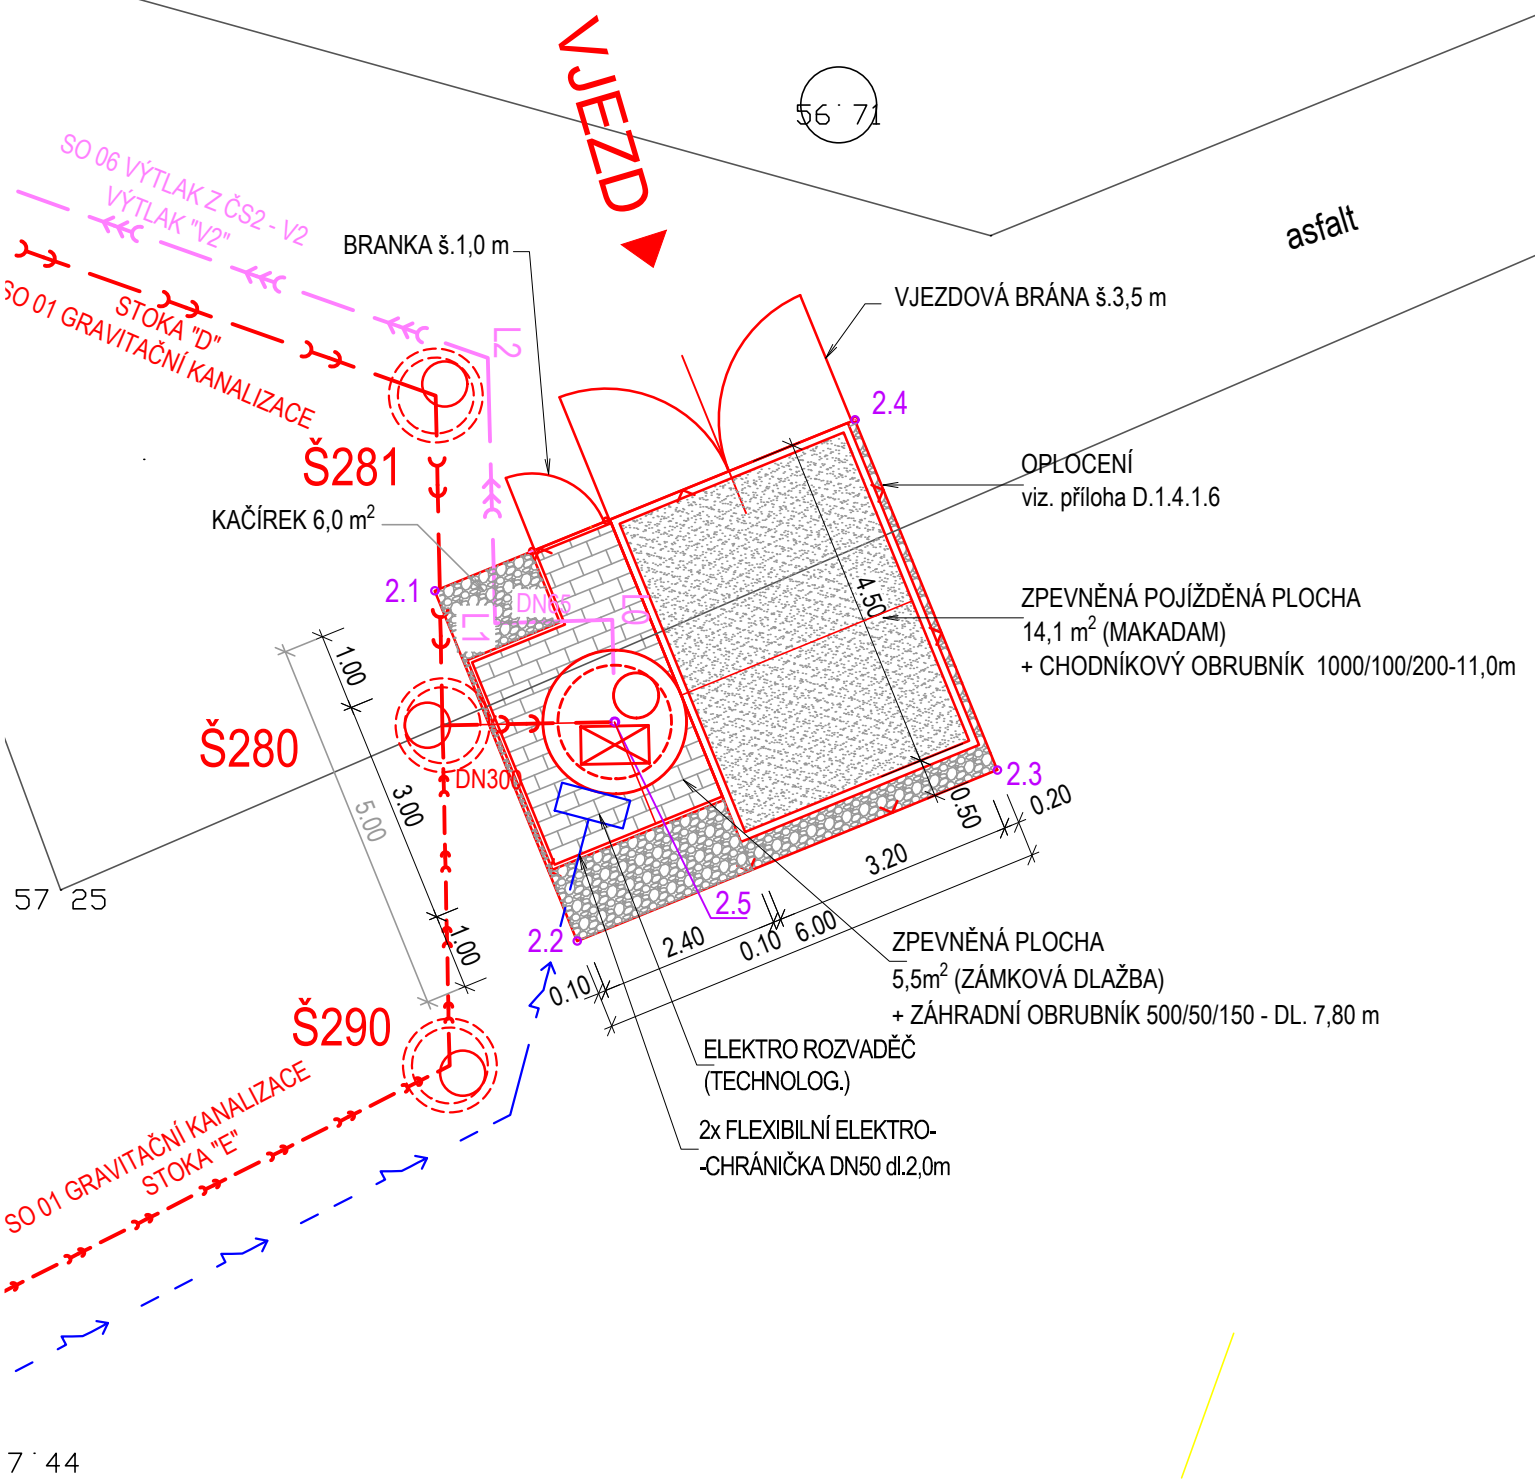 VJEZD
56 71
SO 06 VÝTLAK Z ČS2 - V2
VÝTLAK "V2"
asfalt
BRANKA š.1,0 m
VJEZDOVÁ BRÁNA š.3,5 m
STOKA "D"
SO 01 GRAVITAČNÍ KANALIZACE
L2
2.4
Š281
OPLOCENÍ
viz. příloha D.1.4.1.6
KAČÍREK 6,0 m²
2.1
DN65
L0
L1
4.50
ZPEVNĚNÁ POJÍŽDĚNÁ PLOCHA
14,1 m² (MAKADAM)
+ CHODNÍKOVÝ OBRUBNÍK 1000/100/200-11,0m
1.00
Š280
DN300
3.00
5.00
2.3
0.50
0.20
3.20
57 25
2.5
1.00
2.2
2.40
0.10
6.00
0.10
ZPEVNĚNÁ PLOCHA
5,5m² (ZÁMKOVÁ DLAŽBA)
+ ZÁHRADNÍ OBRUBNÍK 500/50/150 - DL. 7,80 m
Š290
ELEKTRO ROZVADĚČ
(TECHNOLOG.)
2x FLEXIBILNÍ ELEKTRO-
-CHRÁNIČKA DN50 dl.2,0m
SO 01 GRAVITAČNÍ KANALIZACE
STOKA "E"
7 44